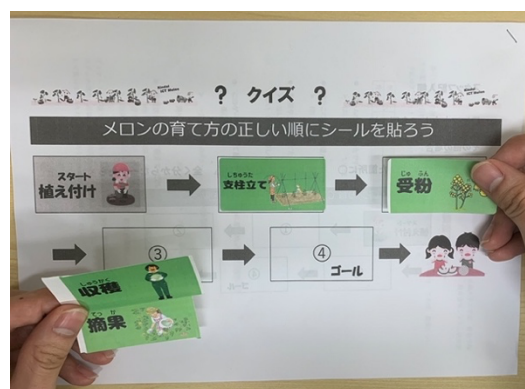 ? クイズ ?
メロンの育て方の正しい順にシールを貼ろう
スタート
植え付け
しちゅうた
支柱立て
じゅ ふん
受粉
③
④
ゴール
しゅうかく
収穫
てっ か
摘果